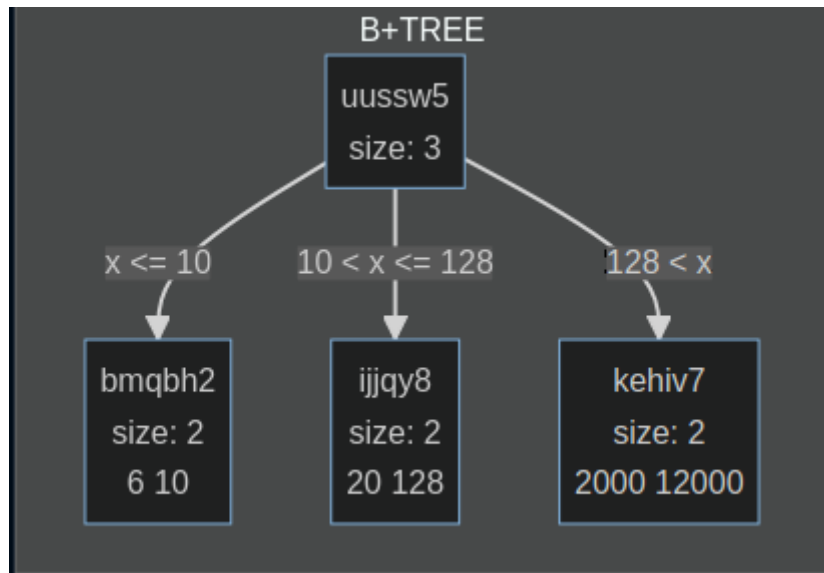 B+TREE
uussw5
size: 3
x <= 10
10 < x <= 128
128 < x
bmqbh2
size: 2
6 10
ijjqy8
size: 2
20 128
kehiv7
size: 2
2000 12000